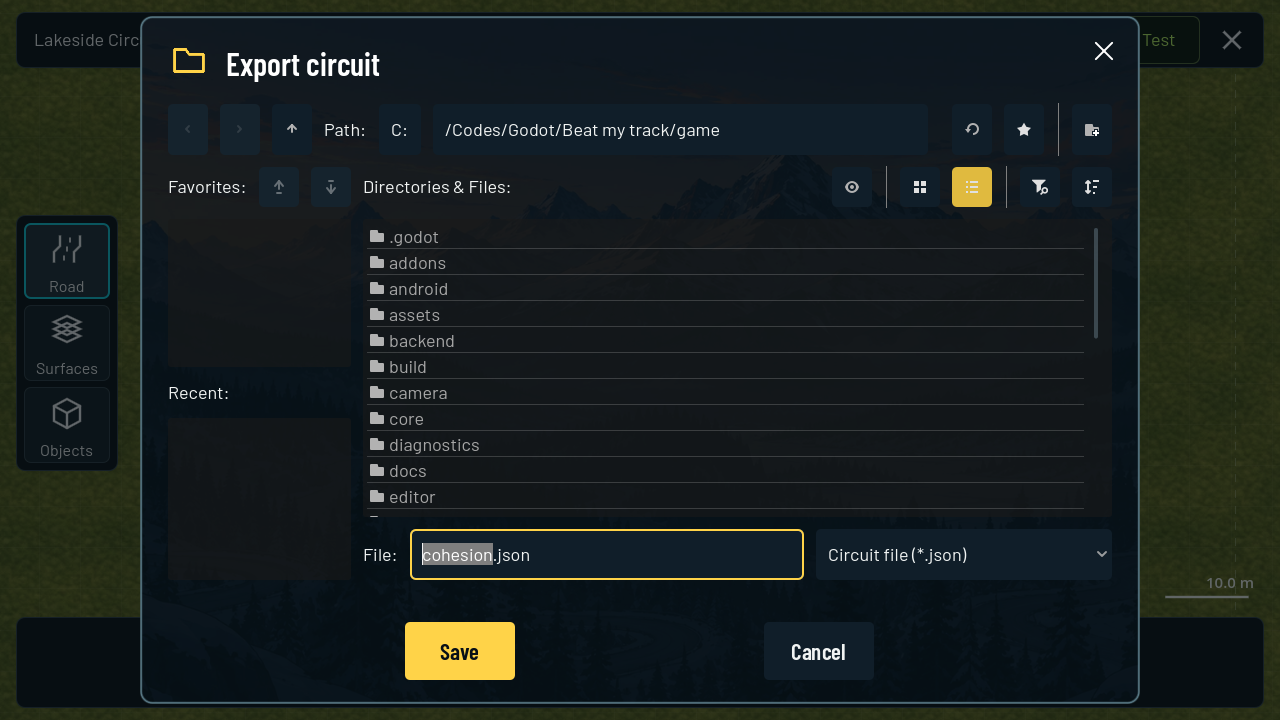 Lakeside Circ
Export circuit
Test
Path:
C:
/Codes/Godot/Beat my track/game
Favorites:
Directories & Files:
.godot
addons
android
assets
backend
build
camera
core
diagnostics
docs
editor
Road
Surfaces
Objects
Recent:
File:
cohesion.json
Circuit file (*.json)
10.0 m
Save
Cancel